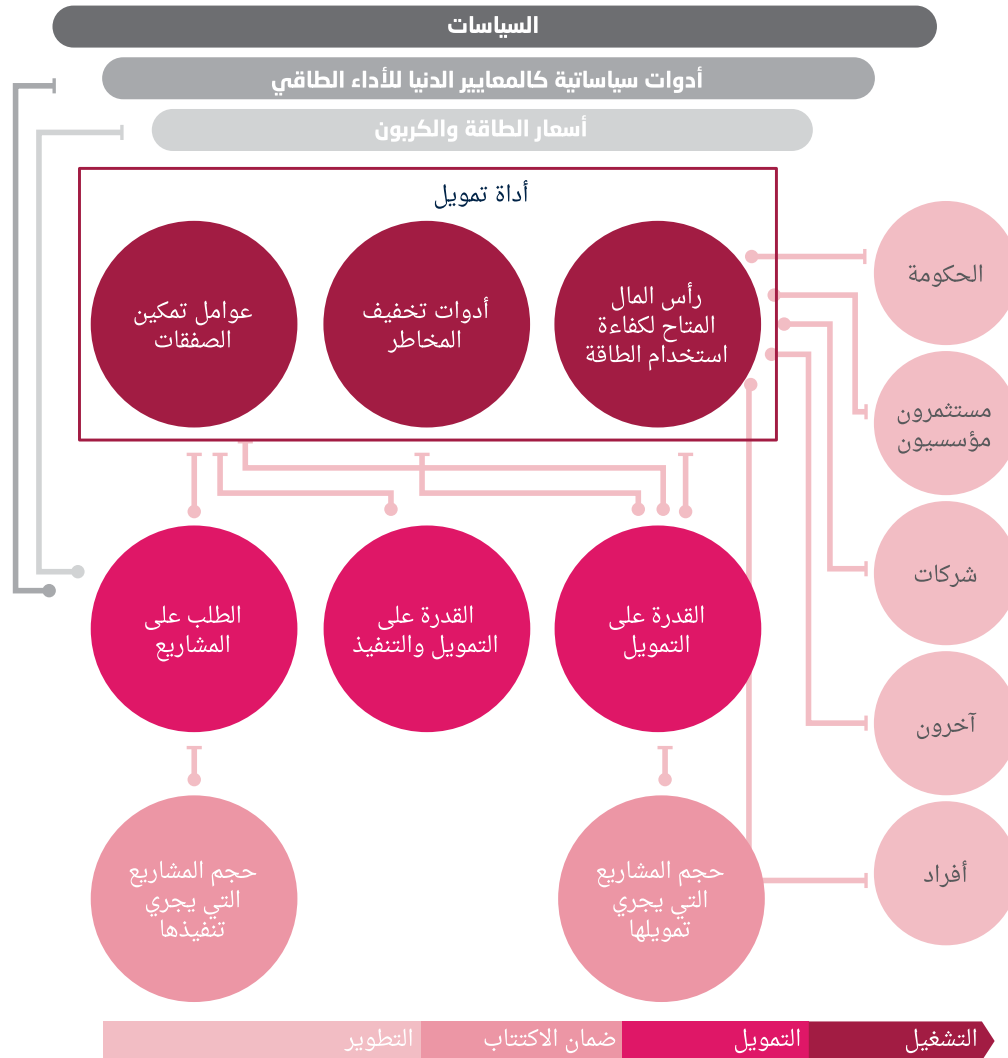 السياسات
أدوات سياساتية كالمعايير الدنيا للأداء الطاقي
أسعار الطاقة والكربون
أداة تمويل
رأس المال
المتاح لكفاءة
استخدام الطاقة
أدوات تخفيف
المخاطر
عوامل تمكين
الصفقات
الحكومة
مستثمرون
مؤسسيون
شركات
آخرون
أفراد
القدرة على
التمويل
القدرة على
التمويل والتنفيذ
الطلب على
المشاريع
حجم المشاريع
التي يجري
تمويلها
حجم المشاريع
التي يجري
تنفيذها
التشغيل
التمويل
ضمان الاكتتاب
التطوير